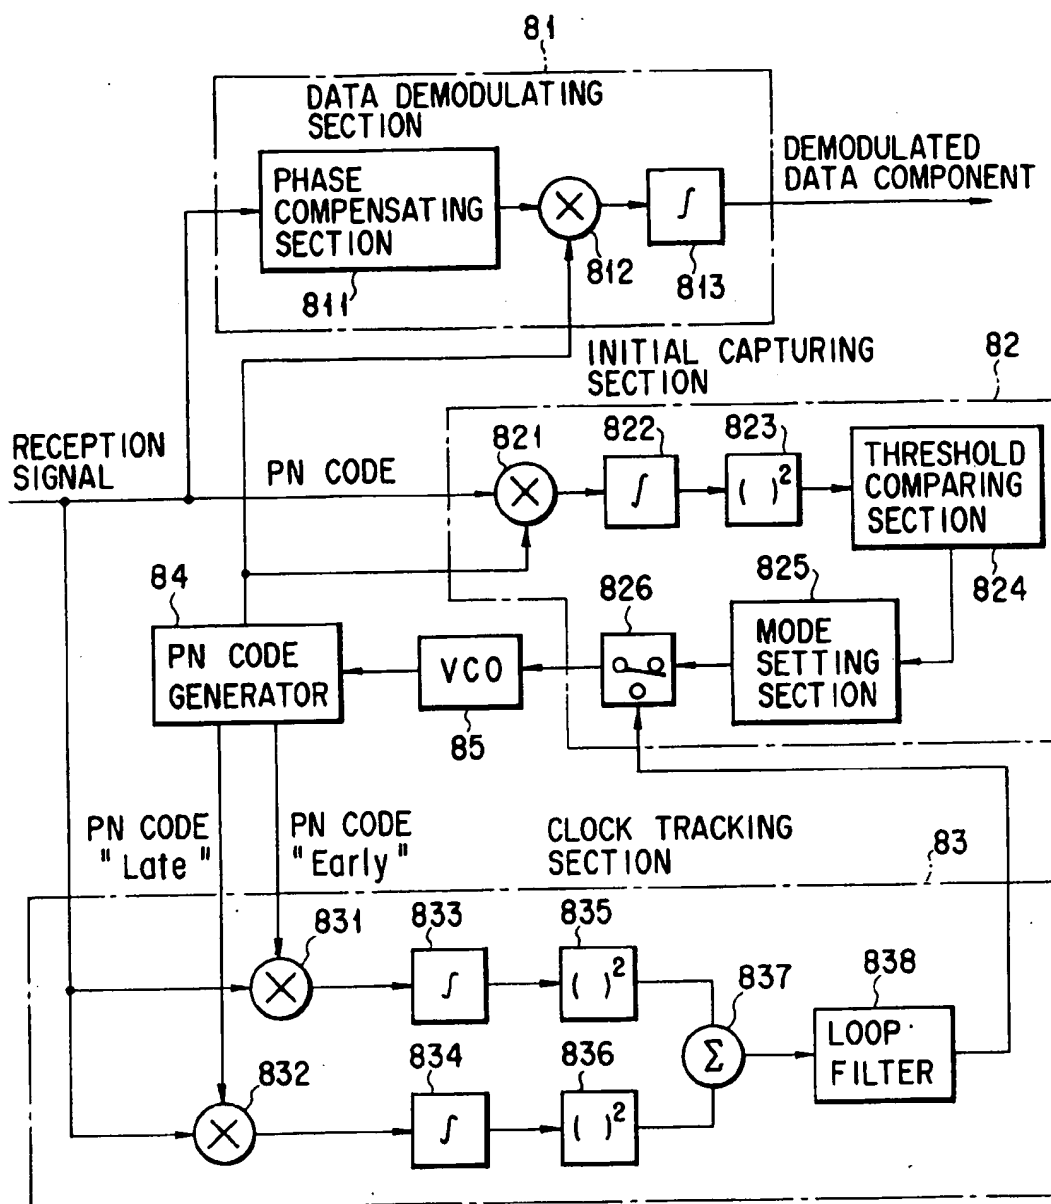 81
DATA DEMODULATING
SECTION
PHASE
COMPENSATING
SECTION
811
×
812
∫
813
DEMODULATED
DATA COMPONENT
INITIAL CAPTURING
SECTION
82
RECEPTION
SIGNAL
PN CODE
821
×
822
∫
823
( )²
THRESHOLD
COMPARING
SECTION
824
84
PN CODE
GENERATOR
VCO
85
826
825
MODE
SETTING
SECTION
PN CODE
"Late"
PN CODE
"Early"
CLOCK TRACKING
SECTION
83
831
×
833
∫
835
( )²
837
Σ
838
LOOP
FILTER
832
×
834
∫
836
( )²